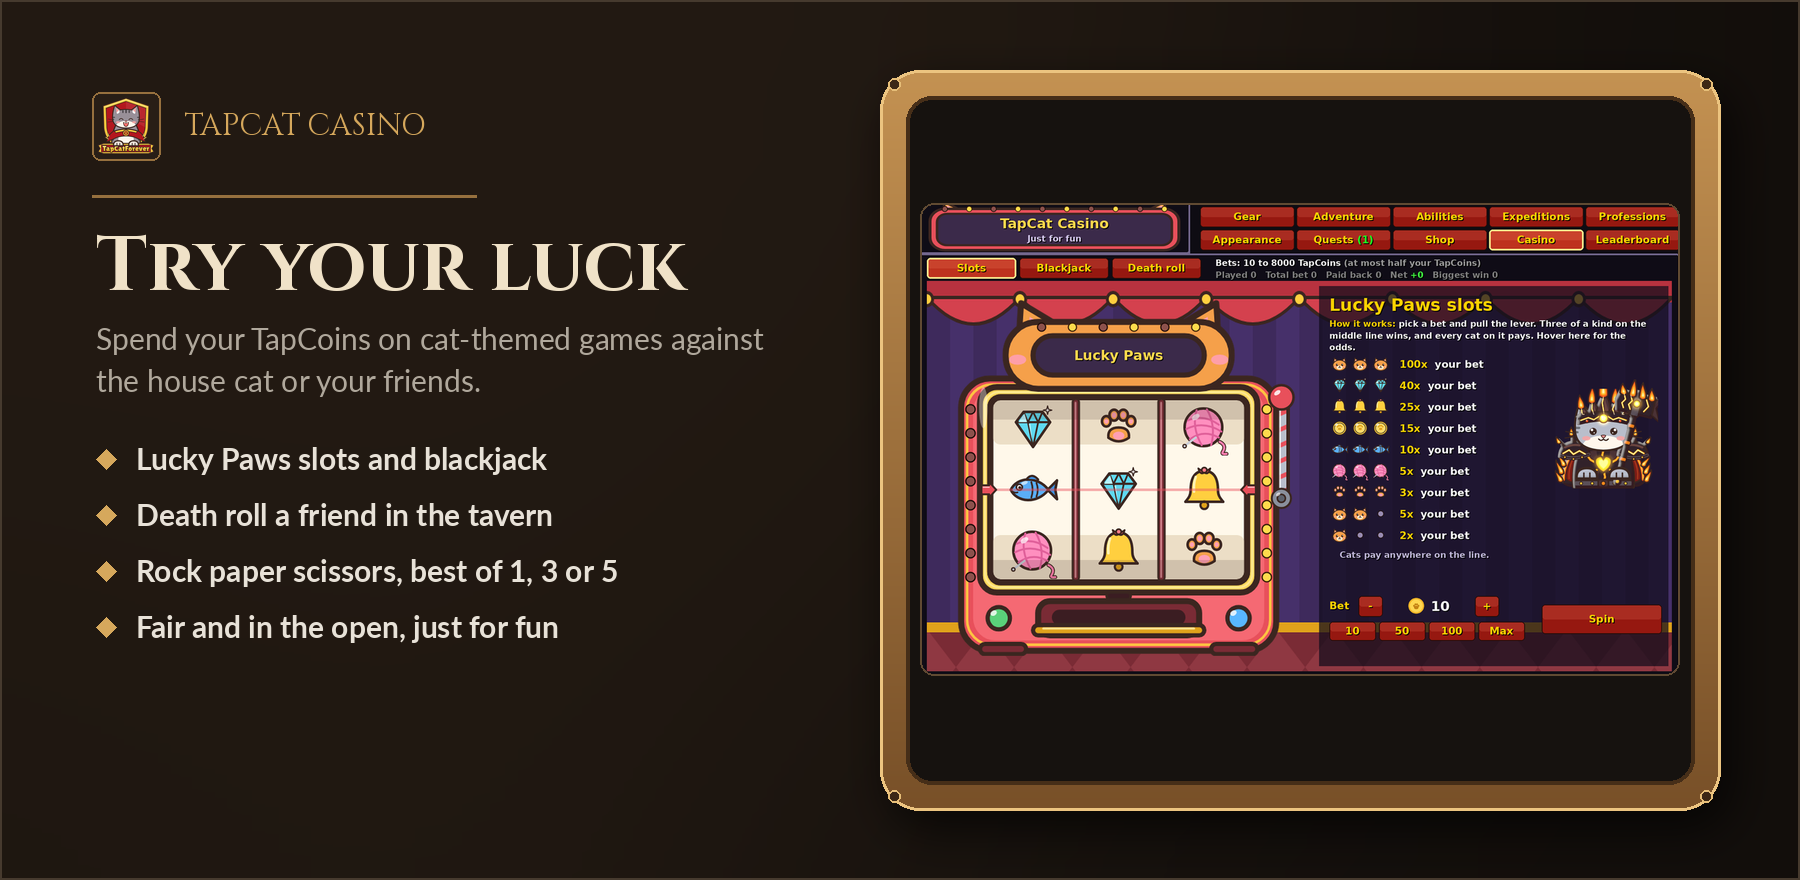 TapCatForever
TAPCAT CASINO
TRY YOUR LUCK
Spend your TapCoins on cat-themed games against
the house cat or your friends.
Lucky Paws slots and blackjack
Death roll a friend in the tavern
Rock paper scissors, best of 1, 3 or 5
Fair and in the open, just for fun
TapCat Casino
Just for fun
Gear Adventure Abilities Expeditions Professions
Appearance Quests (1) Shop Casino Leaderboard
Slots Blackjack Death roll
Bets: 10 to 8000 TapCoins (at most half your TapCoins)
Played 0 Total bet 0 Paid back 0 Net +0 Biggest win 0
Lucky Paws
Lucky Paws slots
How it works: pick a bet and pull the lever. Three of a kind on the
middle line wins, and every cat on it pays. Hover here for the
odds.
100x your bet
40x your bet
25x your bet
15x your bet
10x your bet
5x your bet
3x your bet
5x your bet
2x your bet
Cats pay anywhere on the line.
Bet - 10 +
10 50 100 Max
Spin